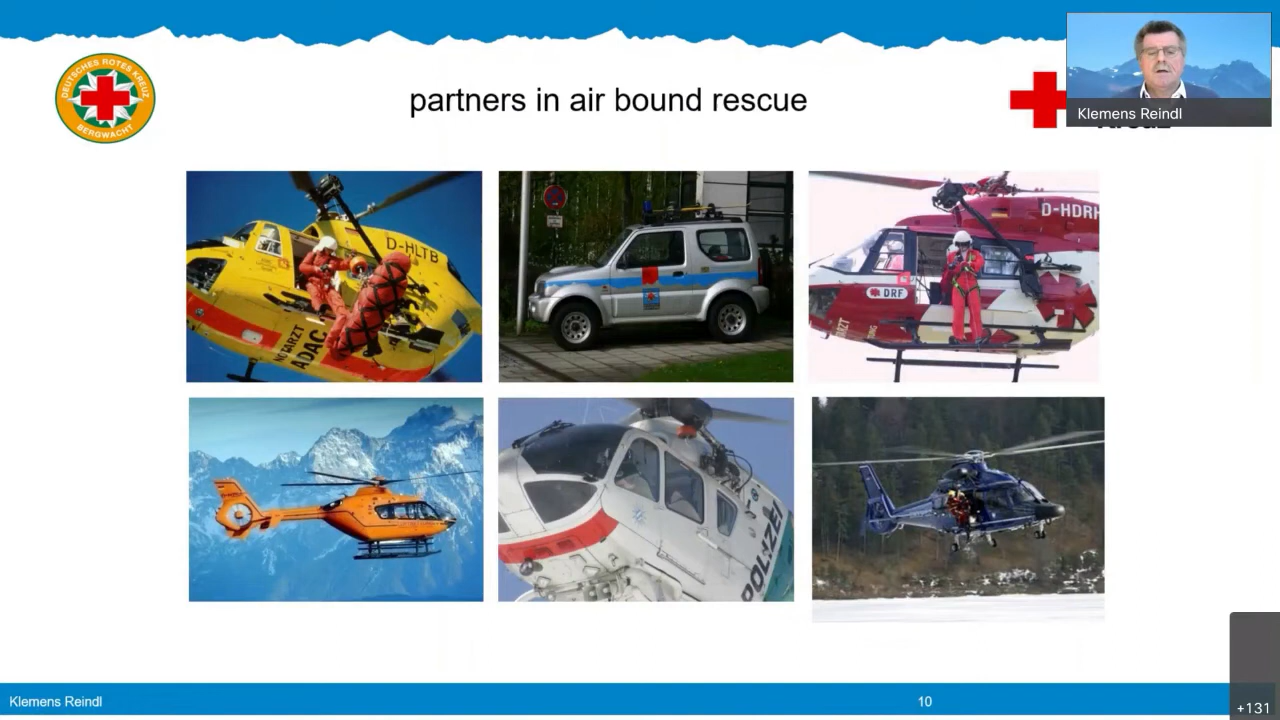 DEUTSCHES ROTES KREUZ
BERGWACHT
partners in air bound rescue
Klemens Reindl
D-HLTB
NOTARZT
ADAC
D-HDRH
DRF
POLIZEI
Klemens Reindl
10
+131